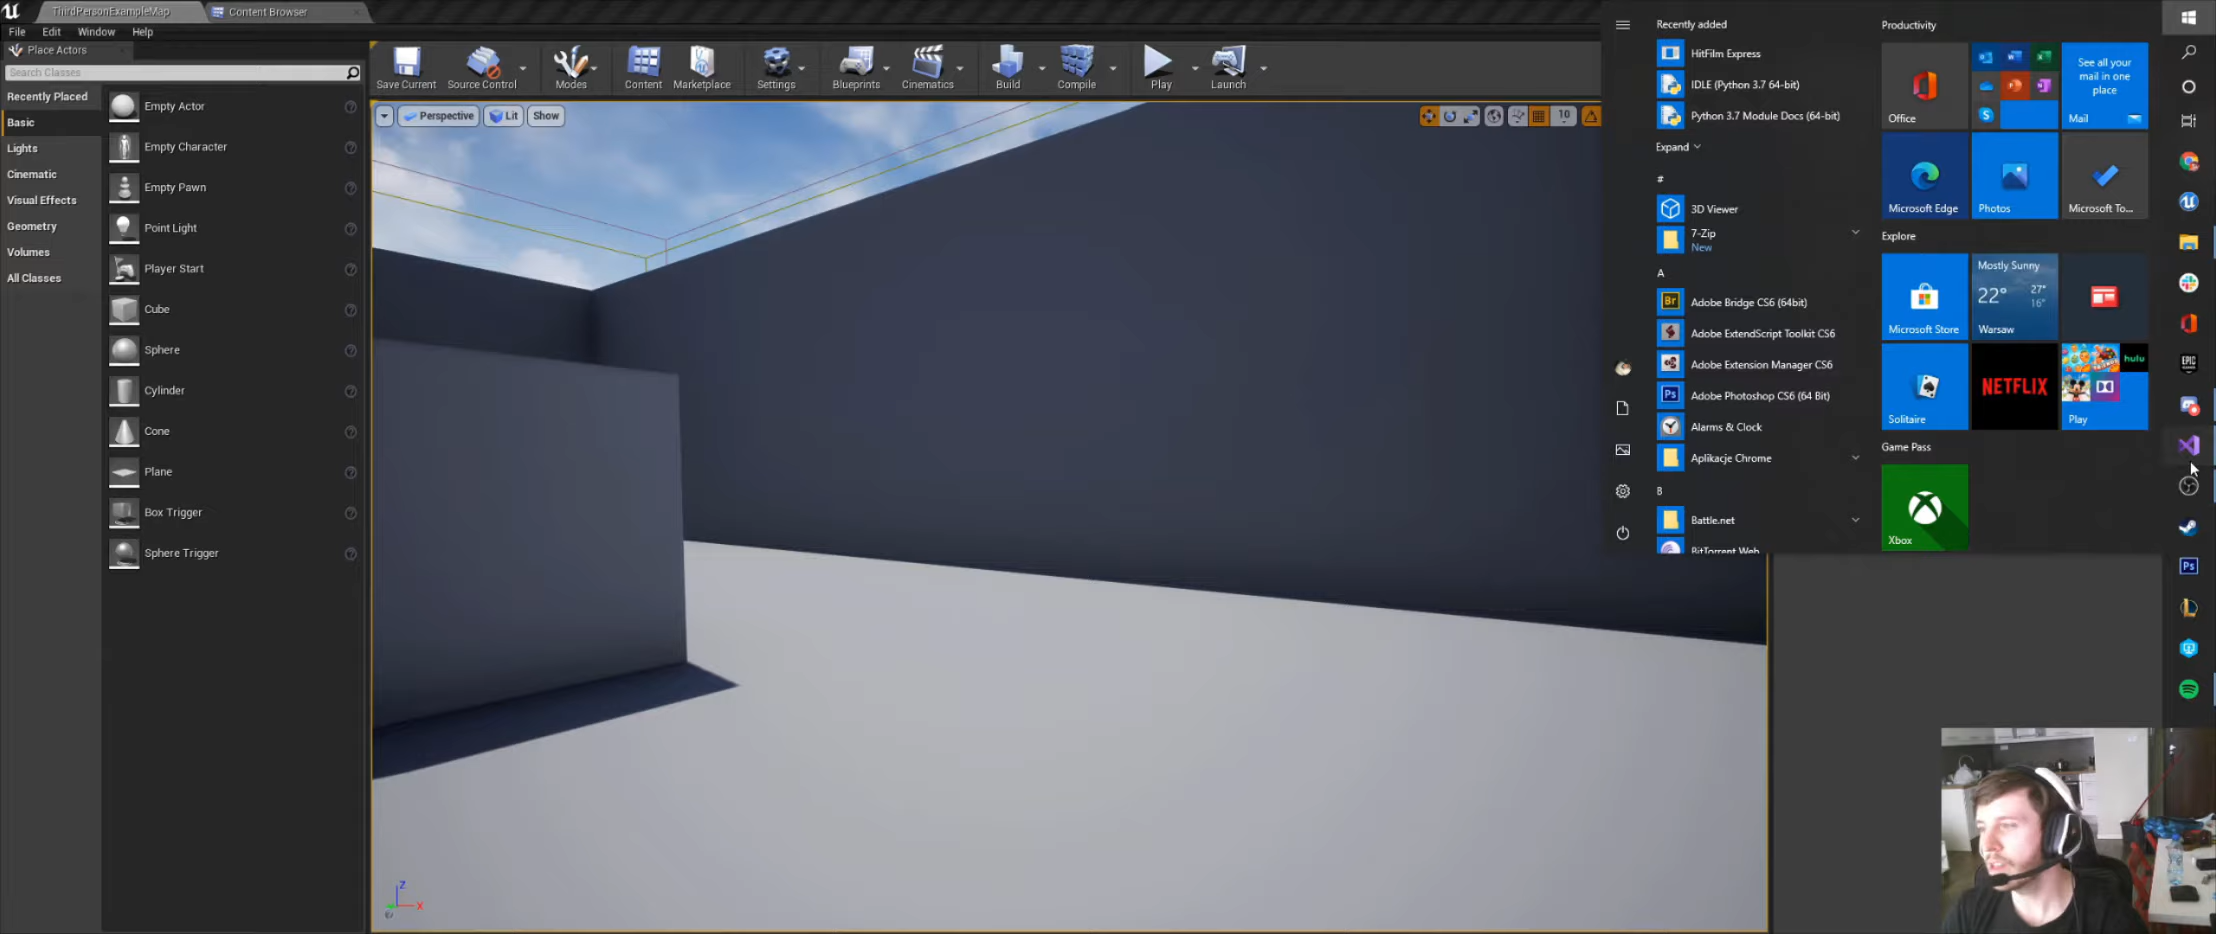 ThirdPersonExampleMap
Content Browser
File Edit Window Help
Place Actors
Search Classes
Recently Placed
Basic
Lights
Cinematic
Visual Effects
Geometry
Volumes
All Classes
Empty Actor
Empty Character
Empty Pawn
Point Light
Player Start
Cube
Sphere
Cylinder
Cone
Plane
Box Trigger
Sphere Trigger
Save Current
Source Control
Modes
Content
Marketplace
Settings
Blueprints
Cinematics
Build
Compile
Play
Launch
Perspective
Lit
Show
10
Z
X
Recently added
HitFilm Express
IDLE (Python 3.7 64-bit)
Python 3.7 Module Docs (64-bit)
Expand
#
3D Viewer
7-Zip
New
A
Br
Adobe Bridge CS6 (64bit)
Adobe ExtendScript Toolkit CS6
Adobe Extension Manager CS6
Ps
Adobe Photoshop CS6 (64 Bit)
Alarms & Clock
Aplikacje Chrome
B
Battle.net
BitTorrent Web
Productivity
Office
See all your
mail in one
place
Mail
Microsoft Edge
Photos
Microsoft To...
Explore
Microsoft Store
Mostly Sunny
22°
27°
16°
Warsaw
Solitaire
NETFLIX
hulu
Play
Game Pass
Xbox
EPIC
Ps